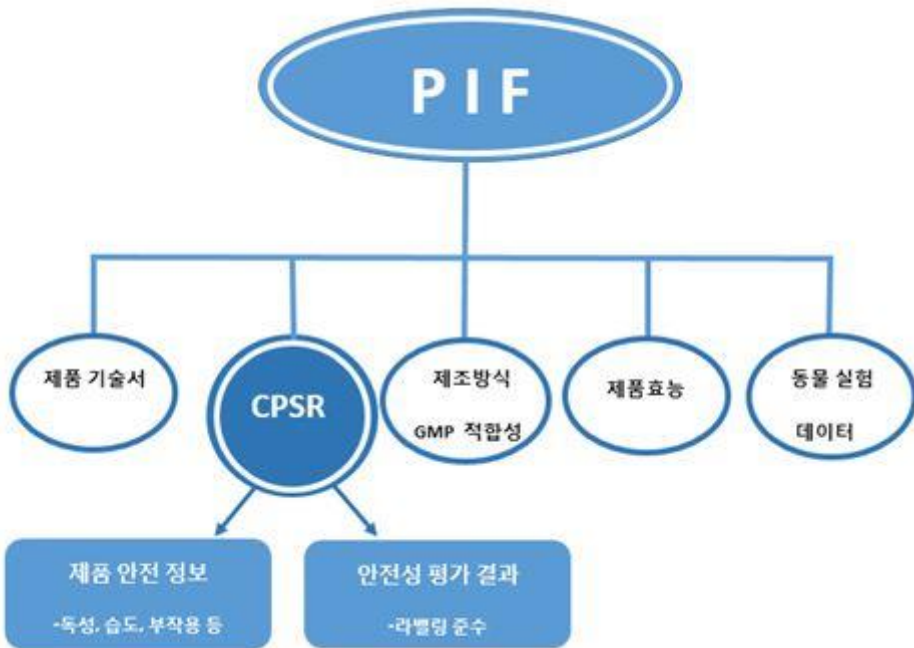 PIF
제품 기술서
CPSR
제조방식
GMP 적합성
제품효능
동물 실험
데이터
제품 안전 정보
-독성, 습도, 부작용 등
안전성 평가 결과
-라벨링 준수